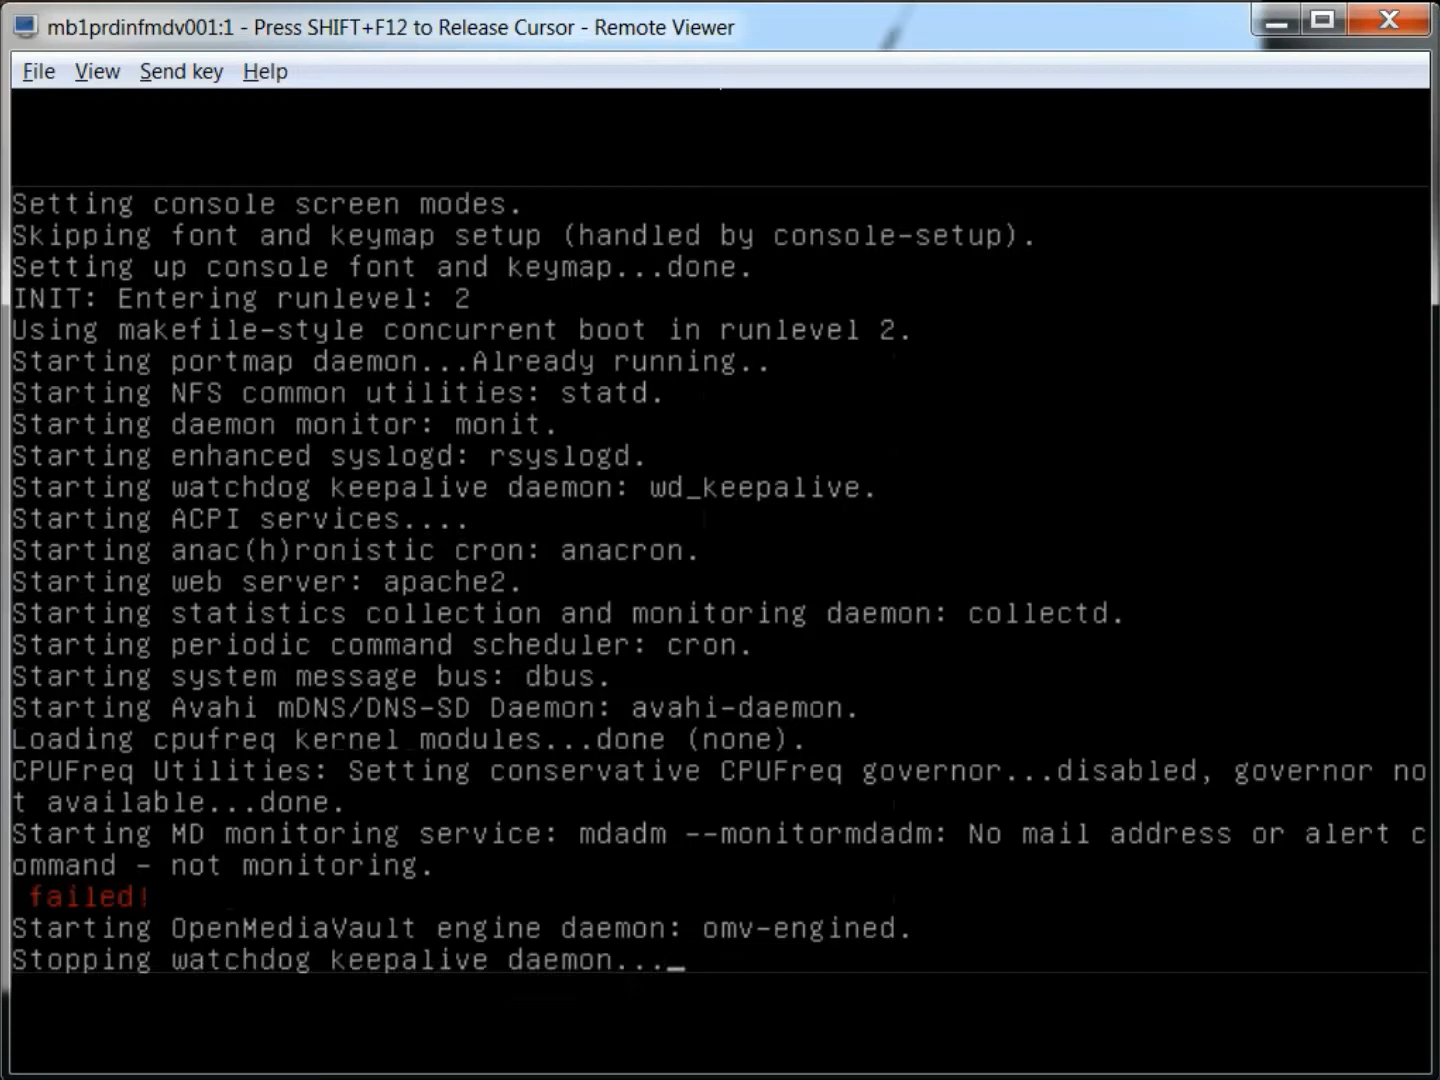 mb1prdinfmdv001:1 - Press SHIFT+F12 to Release Cursor - Remote Viewer
File View Send key Help
Setting console screen modes.
Skipping font and keymap setup (handled by console-setup).
Setting up console font and keymap...done.
INIT: Entering runlevel: 2
Using makefile-style concurrent boot in runlevel 2.
Starting portmap daemon...Already running..
Starting NFS common utilities: statd.
Starting daemon monitor: monit.
Starting enhanced syslogd: rsyslogd.
Starting watchdog keepalive daemon: wd_keepalive.
Starting ACPI services....
Starting anac(h)ronistic cron: anacron.
Starting web server: apache2.
Starting statistics collection and monitoring daemon: collectd.
Starting periodic command scheduler: cron.
Starting system message bus: dbus.
Starting Avahi mDNS/DNS-SD Daemon: avahi-daemon.
Loading cpufreq kernel modules...done (none).
CPUFreq Utilities: Setting conservative CPUFreq governor...disabled, governor no
t available...done.
Starting MD monitoring service: mdadm --monitormdadm: No mail address or alert c
ommand - not monitoring.
failed!
Starting OpenMediaVault engine daemon: omv-engined.
Stopping watchdog keepalive daemon..._